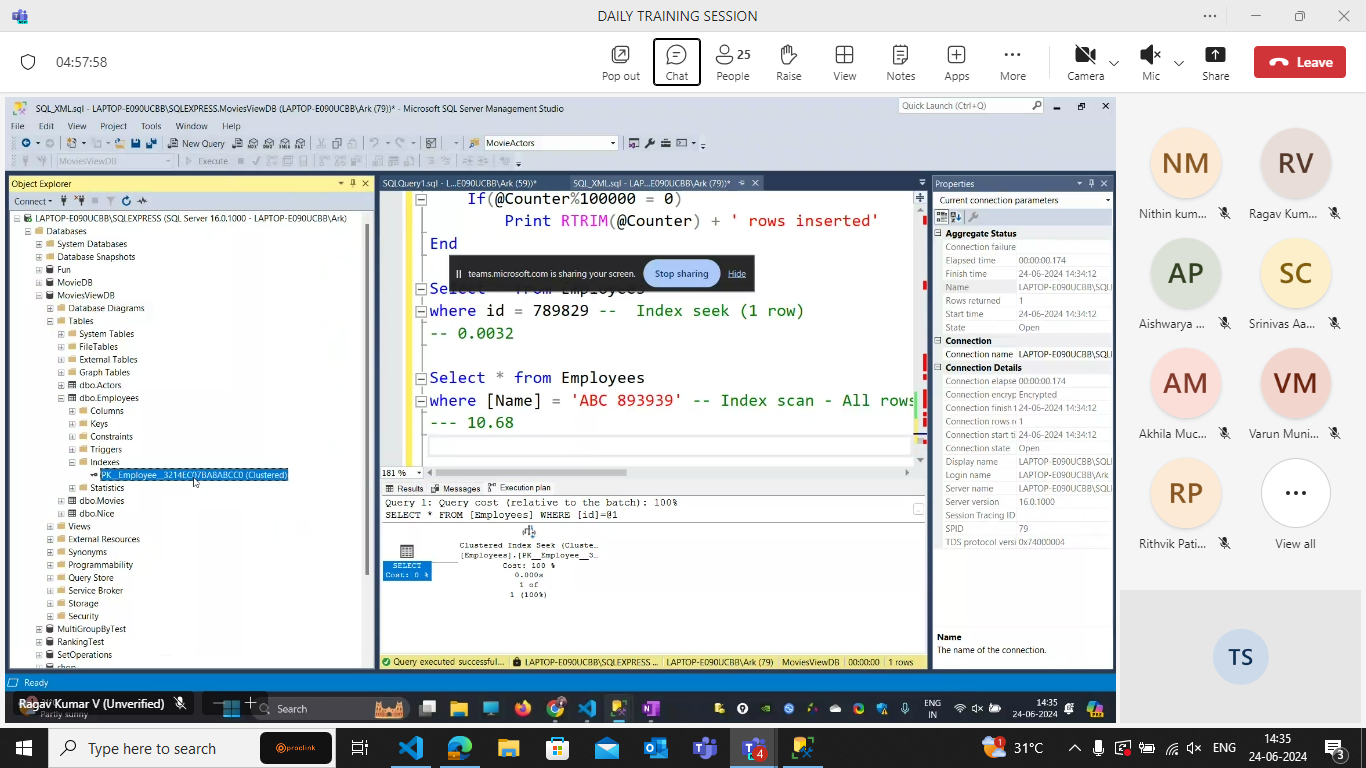 DAILY TRAINING SESSION
04:57:58
Pop out
Chat
25
People
Raise
View
Notes
Apps
More
Camera
Mic
Share
Leave
SQL_XML.sql - LAPTOP-E090UCBB\SQLEXPRESS.MoviesViewDB (LAPTOP-E090UCBB\Ark (79))* - Microsoft SQL Server Management Studio
Quick Launch (Ctrl+Q)
File Edit View Project Tools Window Help
New Query
MovieActors
MoviesViewDB
Execute
Object Explorer
Connect
LAPTOP-E090UCBB\SQLEXPRESS (SQL Server 16.0.1000 - LAPTOP-E090UCBB\Ark)
Databases
System Databases
Database Snapshots
Fun
MovieDB
MoviesViewDB
Database Diagrams
Tables
System Tables
FileTables
External Tables
Graph Tables
dbo.Actors
dbo.Employees
Columns
Keys
Constraints
Triggers
Indexes
(Clustered)
Statistics
dbo.Movies
dbo.Nice
Views
External Resources
Synonyms
Programmability
Query Store
Service Broker
Storage
Security
MultiGroupByTest
RankingTest
SetOperations
SQLQuery1.sql - L...E090UCBB\Ark (59))*
SQL_XML.sql - LAP...E090UCBB\Ark (79))*
If(@Counter%100000 = 0)
Print RTRIM(@Counter) + ' rows inserted'
End
teams.microsoft.com is sharing your screen.
Stop sharing
Hide
Select * from Employees
where id = 789829 -- Index seek (1 row)
-- 0.0032
Select * from Employees
where [Name] = 'ABC 893939' -- Index scan - All rows
--- 10.68
181 %
Results
Messages
Execution plan
Query 1: Query cost (relative to the batch): 100%
SELECT * FROM [Employees] WHERE [id]=@1
SELECT
Cost: 0 %
Clustered Index Seek (Cluste…
[Employees].[PK__Employee__3…
Cost: 100 %
0.000s
1 of
1 (100%)
Query executed successful...
LAPTOP-E090UCBB\SQLEXPRESS ...
LAPTOP-E090UCBB\Ark (79)
MoviesViewDB
00:00:00
1 rows
Properties
Current connection parameters
Aggregate Status
Connection failure
Elapsed time 00:00:00.174
Finish time 24-06-2024 14:34:12
Name LAPTOP-E090UCBB\SQLI
Rows returned 1
Start time 24-06-2024 14:34:12
State Open
Connection
Connection name LAPTOP-E090UCBB\SQLI
Connection Details
Connection elapse 00:00:00.174
Connection encryp Encrypted
Connection finish t 24-06-2024 14:34:12
Connection rows r 1
Connection start ti 24-06-2024 14:34:12
Connection state Open
Display name LAPTOP-E090UCBB\SQLI
Login name LAPTOP-E090UCBB\Ark
Server name LAPTOP-E090UCBB\SQLI
Server version 16.0.1000
Session Tracing ID
SPID 79
TDS protocol versi 0x74000004
Name
The name of the connection.
Ready
Ragav Kumar V (Unverified)
Partly sunny
Search
ENG
IN
14:35
24-06-2024
NM
Nithin kum...
RV
Ragav Kum...
AP
Aishwarya ...
SC
Srinivas Aa...
AM
Akhila Muc...
VM
Varun Muni...
RP
Rithvik Pati...
View all
TS
Type here to search
proclink
4
1
31°C
ENG
14:35
24-06-2024
3